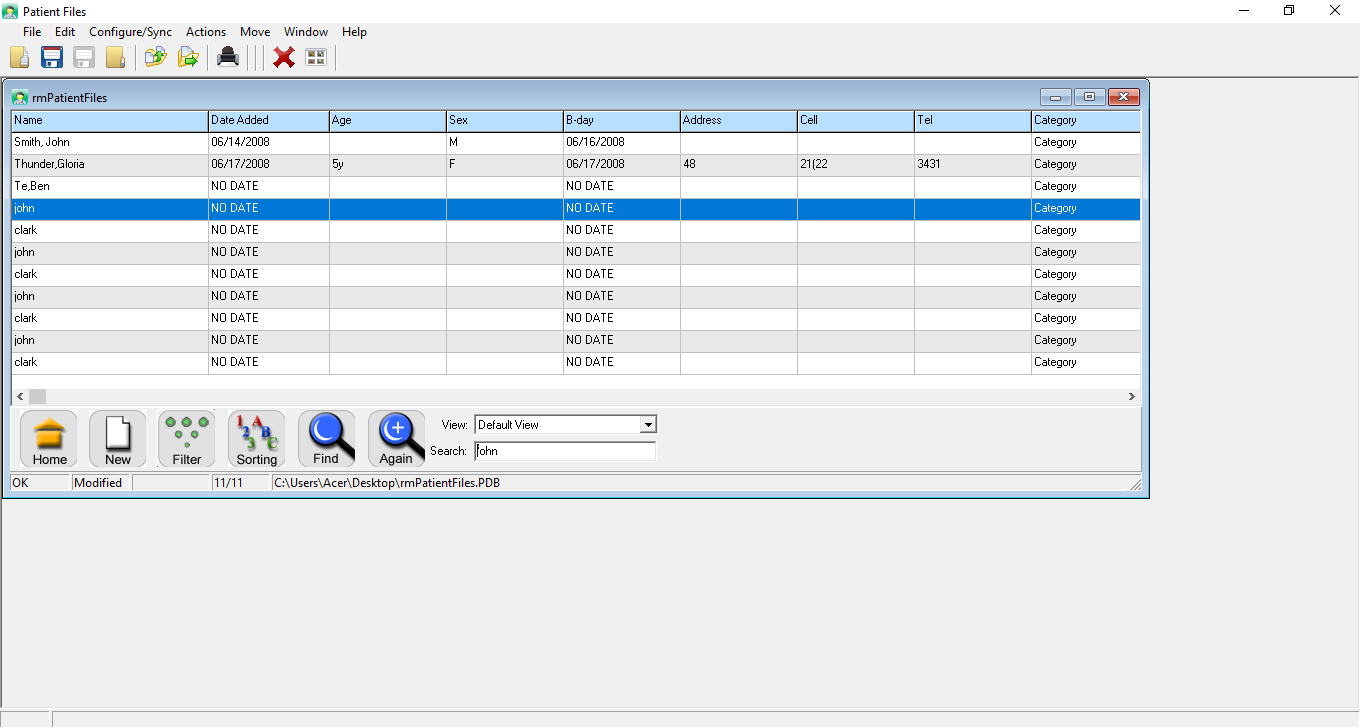 Patient Files
File Edit Configure/Sync Actions Move Window Help
rmPatientFiles
Name Date Added Age Sex B-day Address Cell Tel Category
Smith, John 06/14/2008 M 06/16/2008 Category
Thunder,Gloria 06/17/2008 5y F 06/17/2008 48 21(22 3431 Category
Te,Ben NO DATE NO DATE Category
john NO DATE NO DATE Category
clark NO DATE NO DATE Category
john NO DATE NO DATE Category
clark NO DATE NO DATE Category
john NO DATE NO DATE Category
clark NO DATE NO DATE Category
john NO DATE NO DATE Category
clark NO DATE NO DATE Category
Home New Filter Sorting Find Again
View: Default View
Search: john
OK Modified 11/11 C:\Users\Acer\Desktop\rmPatientFiles.PDB